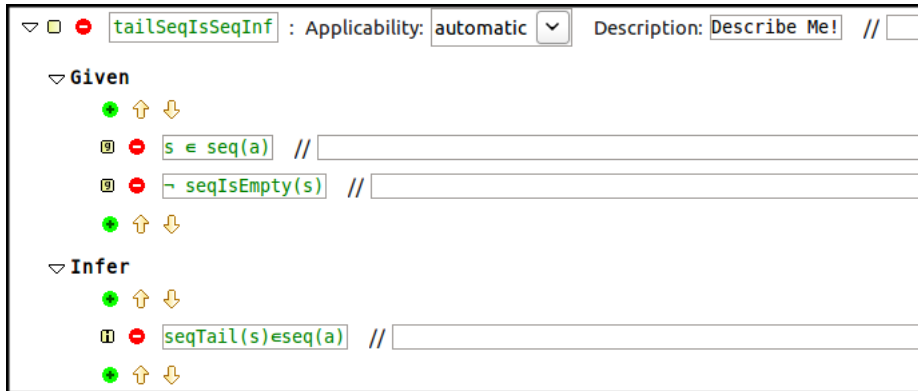 tailSeqIsSeqInf : Applicability: automatic Description: Describe Me! //
Given
g s ∈ seq(a) //
g ¬ seqIsEmpty(s) //
Infer
i seqTail(s)∈seq(a) //